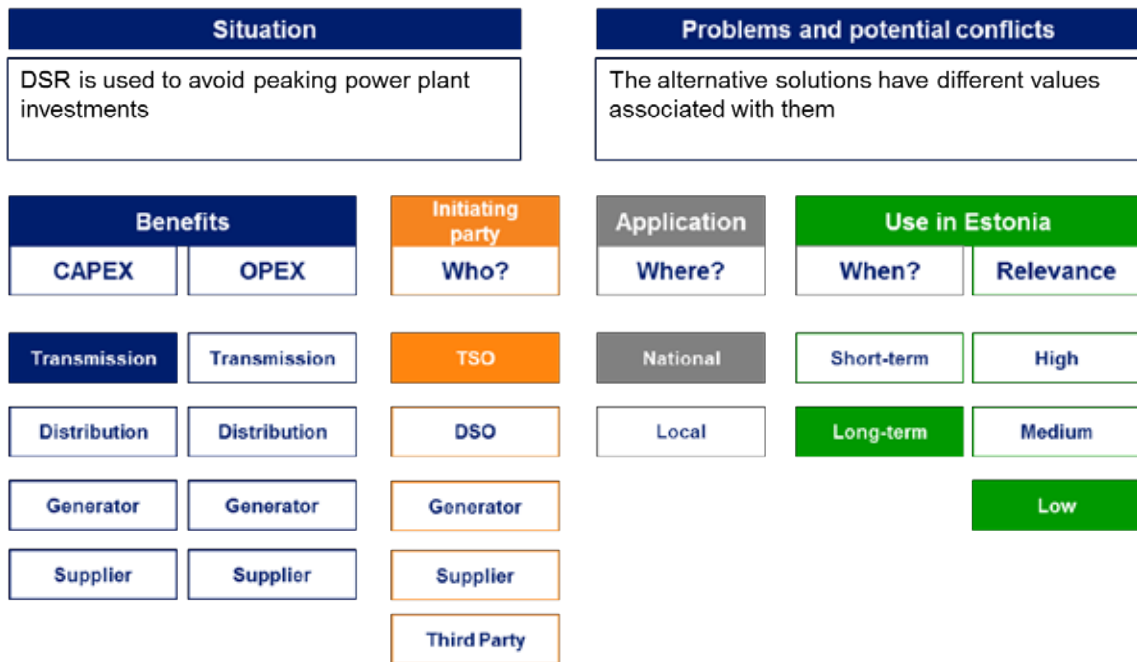 Situation
Problems and potential conflicts
DSR is used to avoid peaking power plant
investments
The alternative solutions have different values
associated with them
Benefits
Initiating
party
Application
Use in Estonia
CAPEX
OPEX
Who?
Where?
When?
Relevance
Transmission
Transmission
TSO
National
Short-term
High
Distribution
Distribution
DSO
Local
Long-term
Medium
Generator
Generator
Generator
Low
Supplier
Supplier
Supplier
Third Party